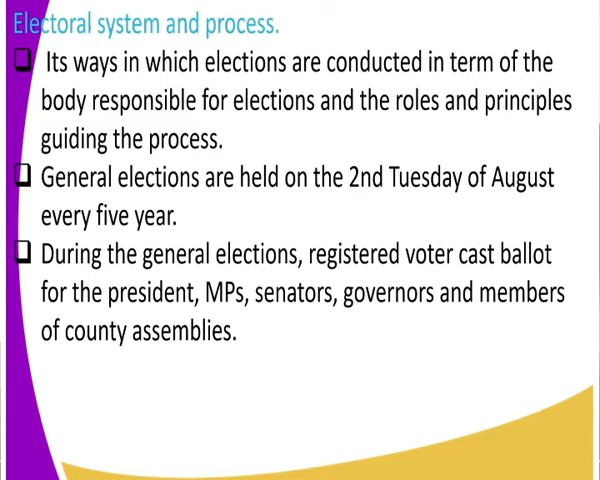 Electoral system and process.
Its ways in which elections are conducted in term of the
body responsible for elections and the roles and principles
guiding the process.
General elections are held on the 2nd Tuesday of August
every five year.
During the general elections, registered voter cast ballot
for the president, MPs, senators, governors and members
of county assemblies.